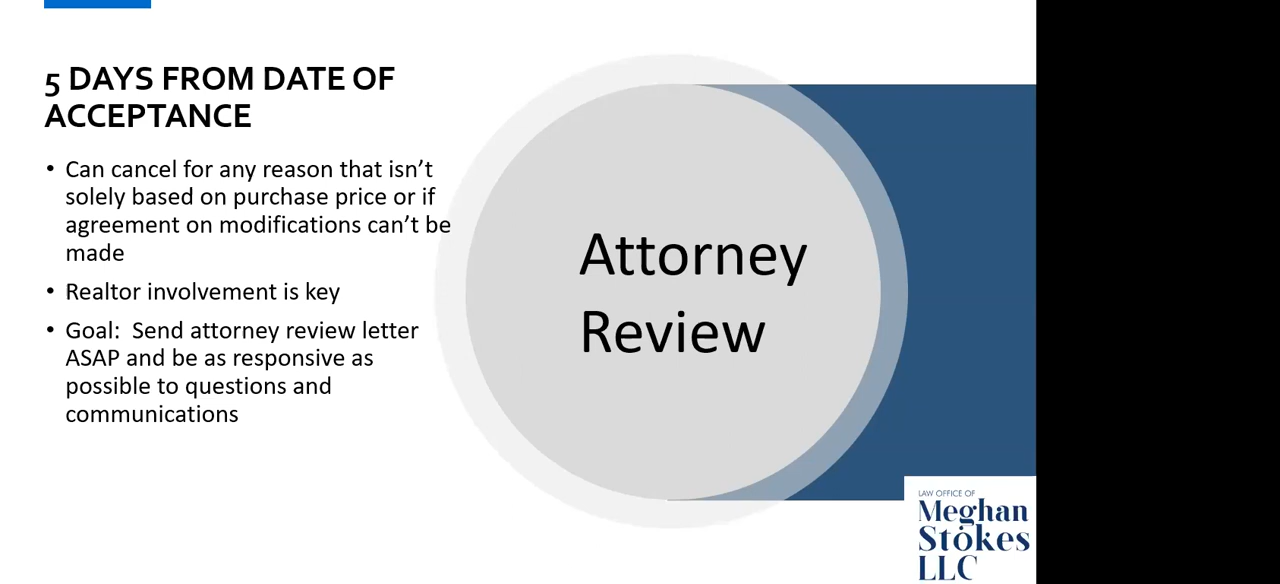 5 DAYS FROM DATE OF
ACCEPTANCE
• Can cancel for any reason that isn’t
solely based on purchase price or if
agreement on modifications can’t be
made
• Realtor involvement is key
• Goal:  Send attorney review letter
ASAP and be as responsive as
possible to questions and
communications
Attorney
Review
LAW OFFICE OF
Meghan
Stokes
LLC